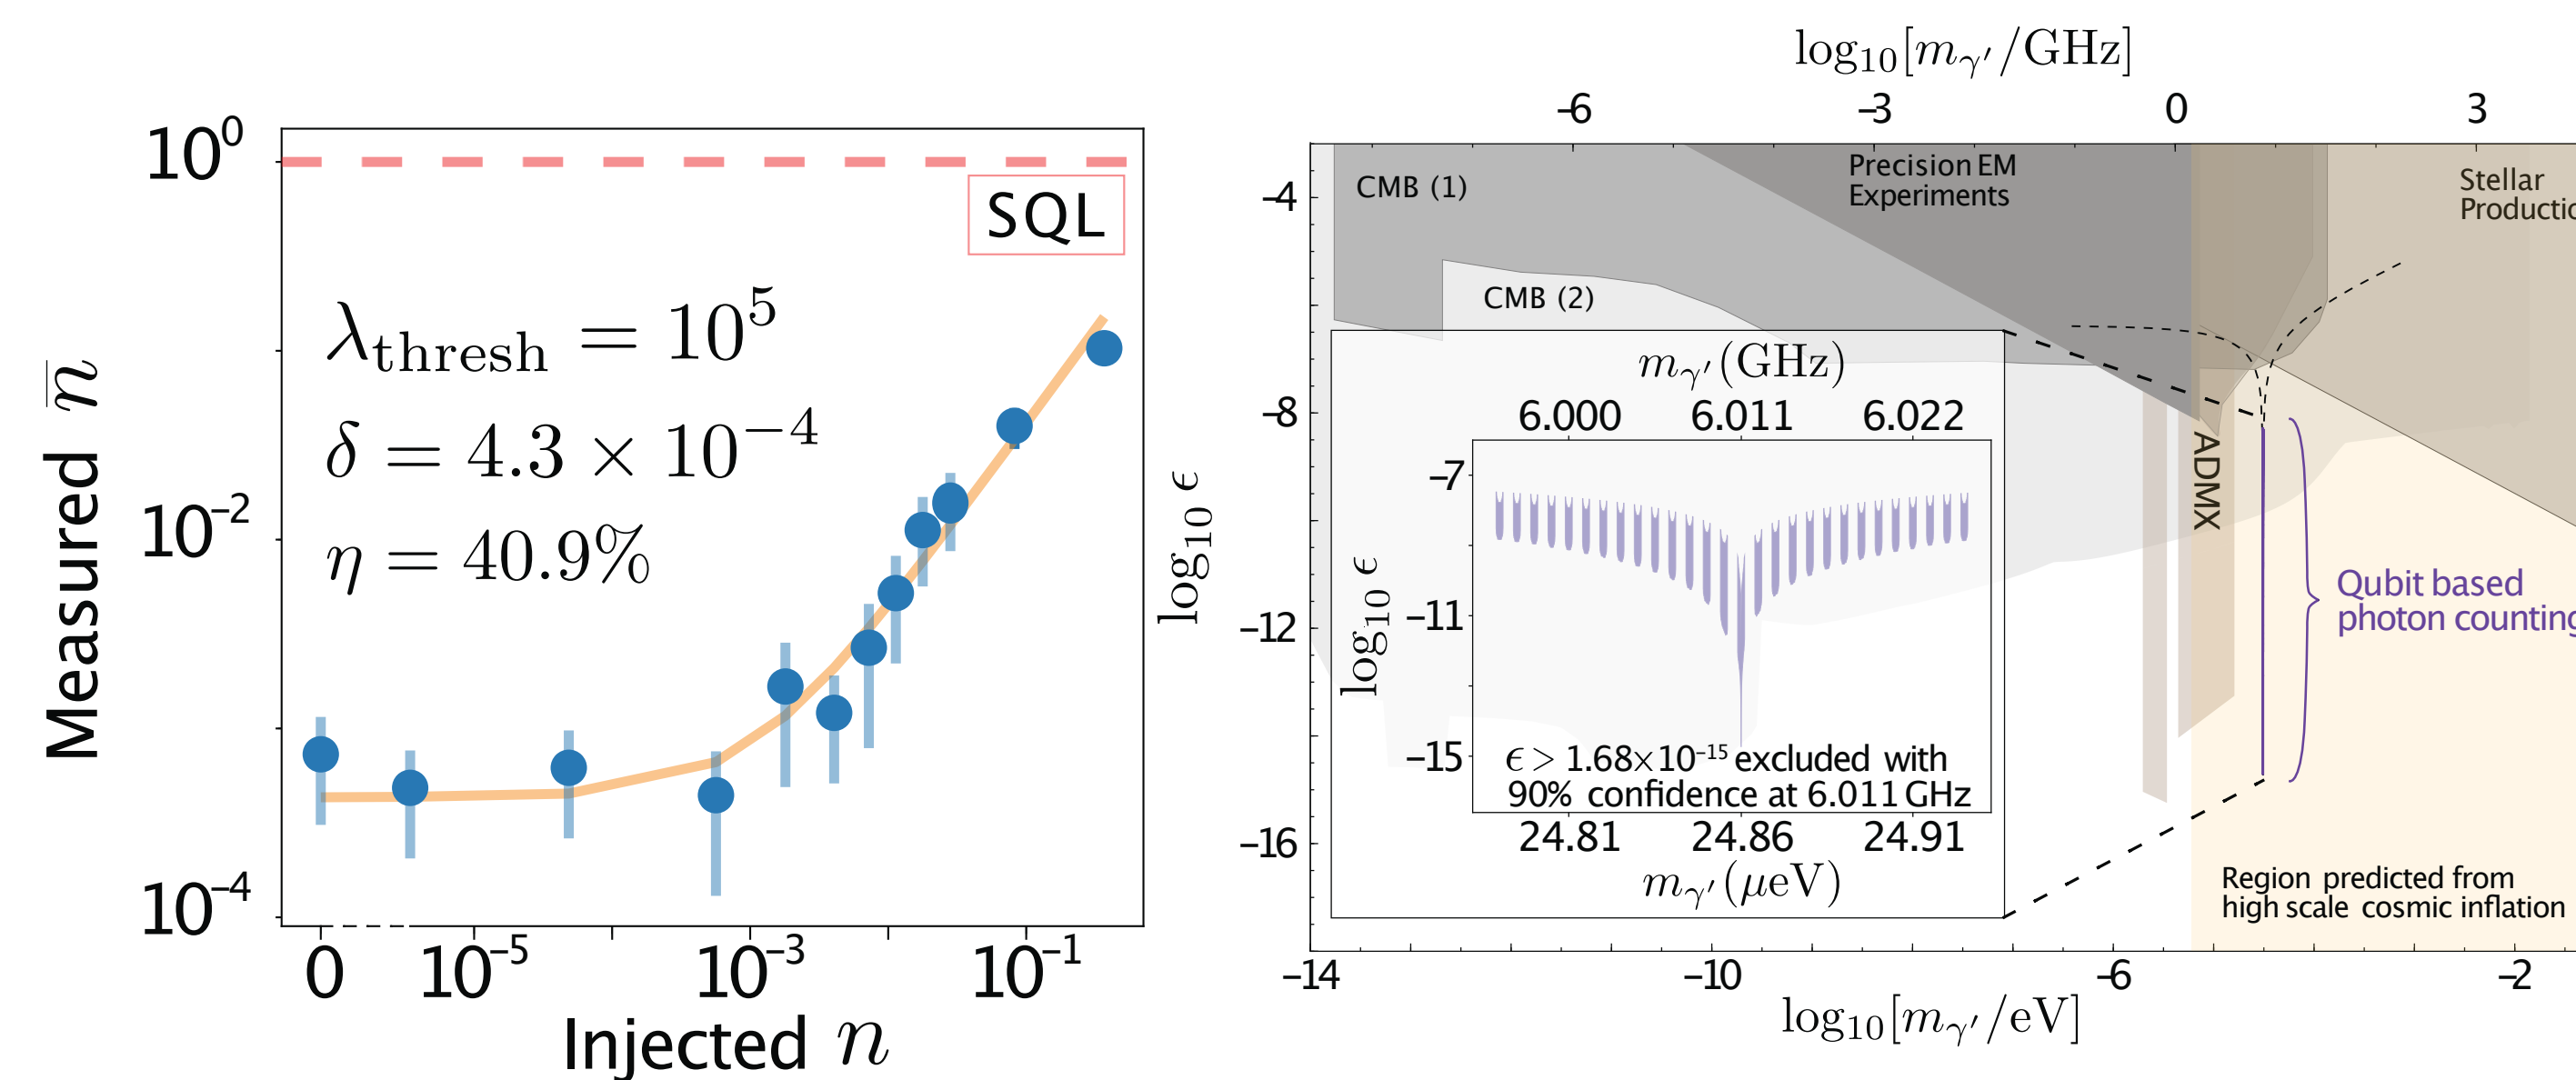 10⁰
10⁻²
10⁻⁴
Measured n̅
SQL
λ_thresh = 10⁵
δ = 4.3 × 10⁻⁴
η = 40.9%
0 10⁻⁵ 10⁻³ 10⁻¹
Injected n
log₁₀[m_γ′/GHz]
−6 −3 0 3
−4
−8
−12
−16
log₁₀ ϵ
CMB (1)
Precision EM
Experiments
Stellar
CMB (2)
m_γ′(GHz)
6.000 6.011 6.022
−7
−11
−15
log₁₀ ϵ
ϵ > 1.68×10⁻¹⁵ excluded with
90% confidence at 6.011 GHz
24.81 24.86 24.91
m_γ′(μeV)
ADMX
Qubit based
photon counting
Region predicted from
high scale cosmic inflation
−14 −10 −6 −2
log₁₀[m_γ′/eV]